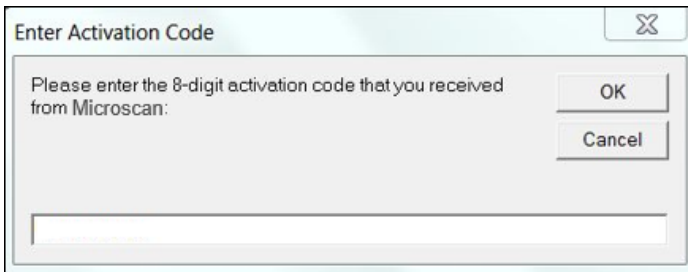 Enter Activation Code
Please enter the 8-digit activation code that you received
from Microscan:
OK
Cancel